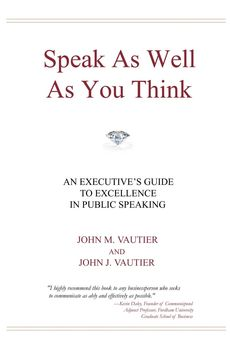 Speak As Well
As You Think
AN EXECUTIVE'S GUIDE
TO EXCELLENCE
IN PUBLIC SPEAKING
JOHN M. VAUTIER
AND
JOHN J. VAUTIER
"I highly recommend this book to any businessperson who seeks
to communicate as ably and effectively as possible."
—Kevin Daley, Founder of Communispond
Adjunct Professor, Fordham University
Graduate School of Business